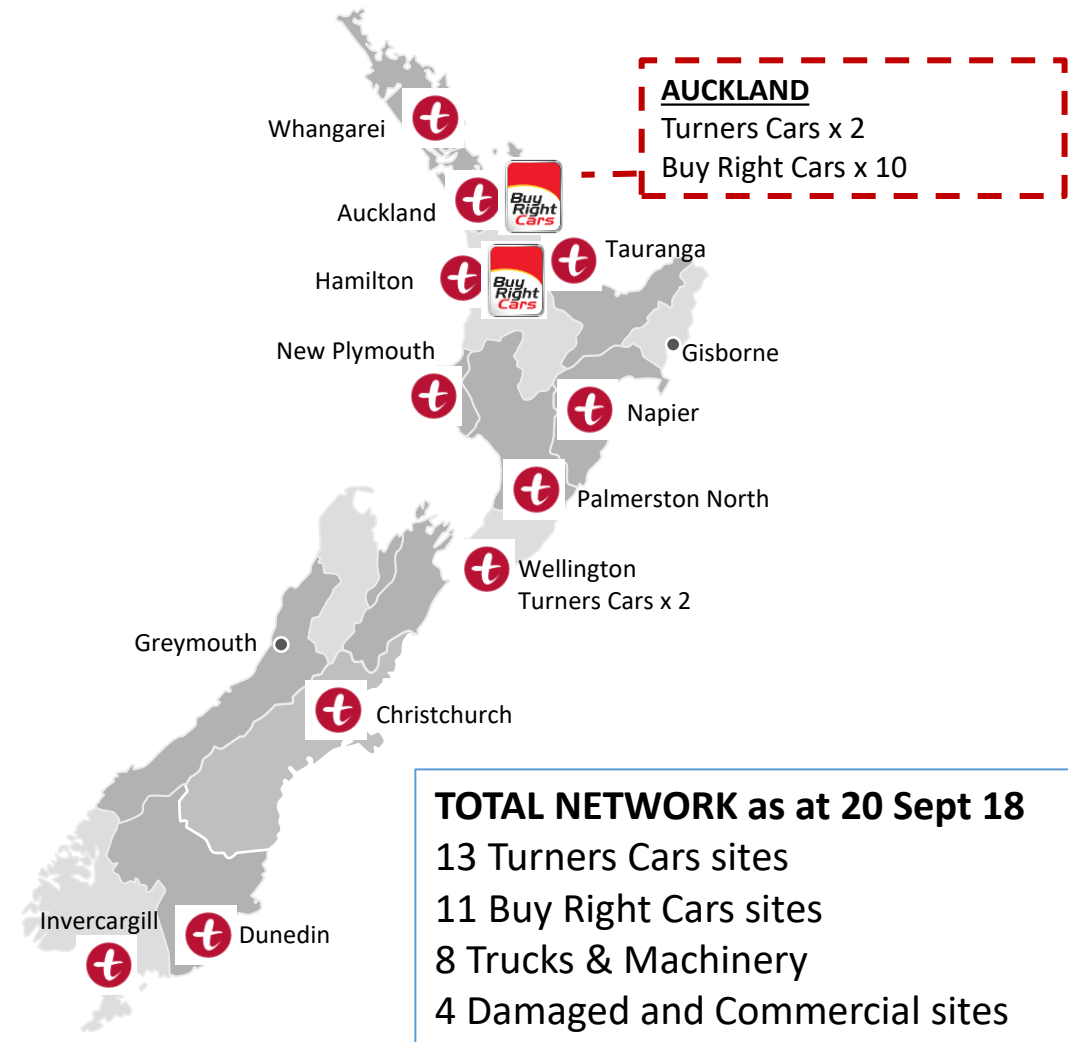 AUCKLAND
Turners Cars x 2
Buy Right Cars x 10
Whangarei
t
Auckland
t
Buy
Right
Cars
Tauranga
t
Hamilton
t
Buy
Right
Cars
New Plymouth
t
Gisborne
Napier
t
Palmerston North
t
Wellington
Turners Cars x 2
t
Greymouth
Christchurch
t
Invercargill
t
Dunedin
t
TOTAL NETWORK as at 20 Sept 18
13 Turners Cars sites
11 Buy Right Cars sites
8 Trucks & Machinery
4 Damaged and Commercial sites